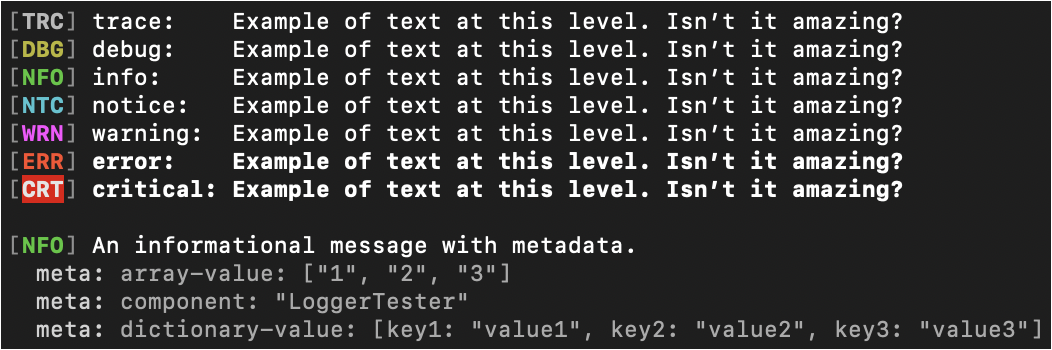 [TRC] trace:    Example of text at this level. Isn’t it amazing?
[DBG] debug:    Example of text at this level. Isn’t it amazing?
[NFO] info:     Example of text at this level. Isn’t it amazing?
[NTC] notice:   Example of text at this level. Isn’t it amazing?
[WRN] warning:  Example of text at this level. Isn’t it amazing?
[ERR] error:    Example of text at this level. Isn’t it amazing?
[CRT] critical: Example of text at this level. Isn’t it amazing?
[NFO] An informational message with metadata.
  meta: array-value: ["1", "2", "3"]
  meta: component: "LoggerTester"
  meta: dictionary-value: [key1: "value1", key2: "value2", key3: "value3"]